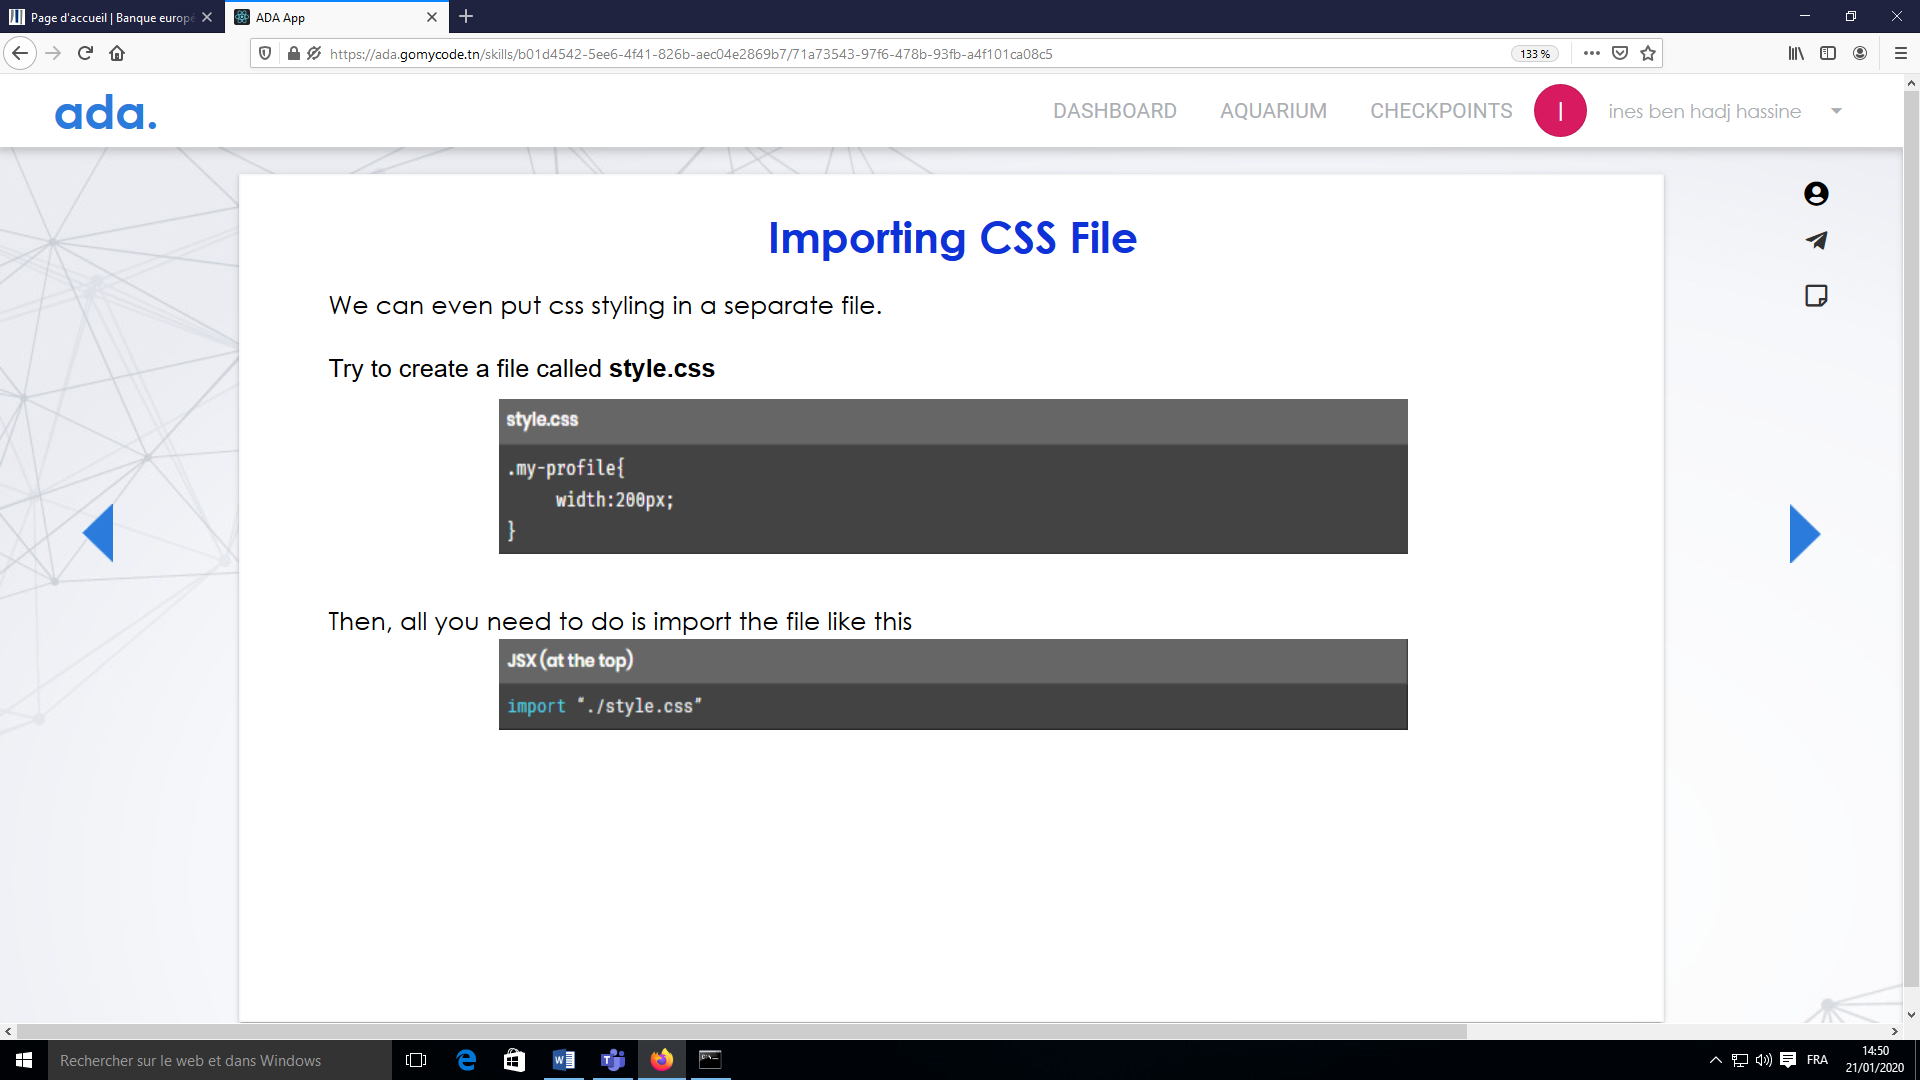 Page d'accueil | Banque europé
ADA App
https://ada.gomycode.tn/skills/b01d4542-5ee6-4f41-826b-aec04e2869b7/71a73543-97f6-478b-93fb-a4f101ca08c5
133 %
ada.
DASHBOARD
AQUARIUM
CHECKPOINTS
I
ines ben hadj hassine
Importing CSS File
We can even put css styling in a separate file.
Try to create a file called style.css
style.css
.my-profile{
width:200px;
}
Then, all you need to do is import the file like this
JSX (at the top)
import “./style.css”
Rechercher sur le web et dans Windows
FRA
14:50
21/01/2020